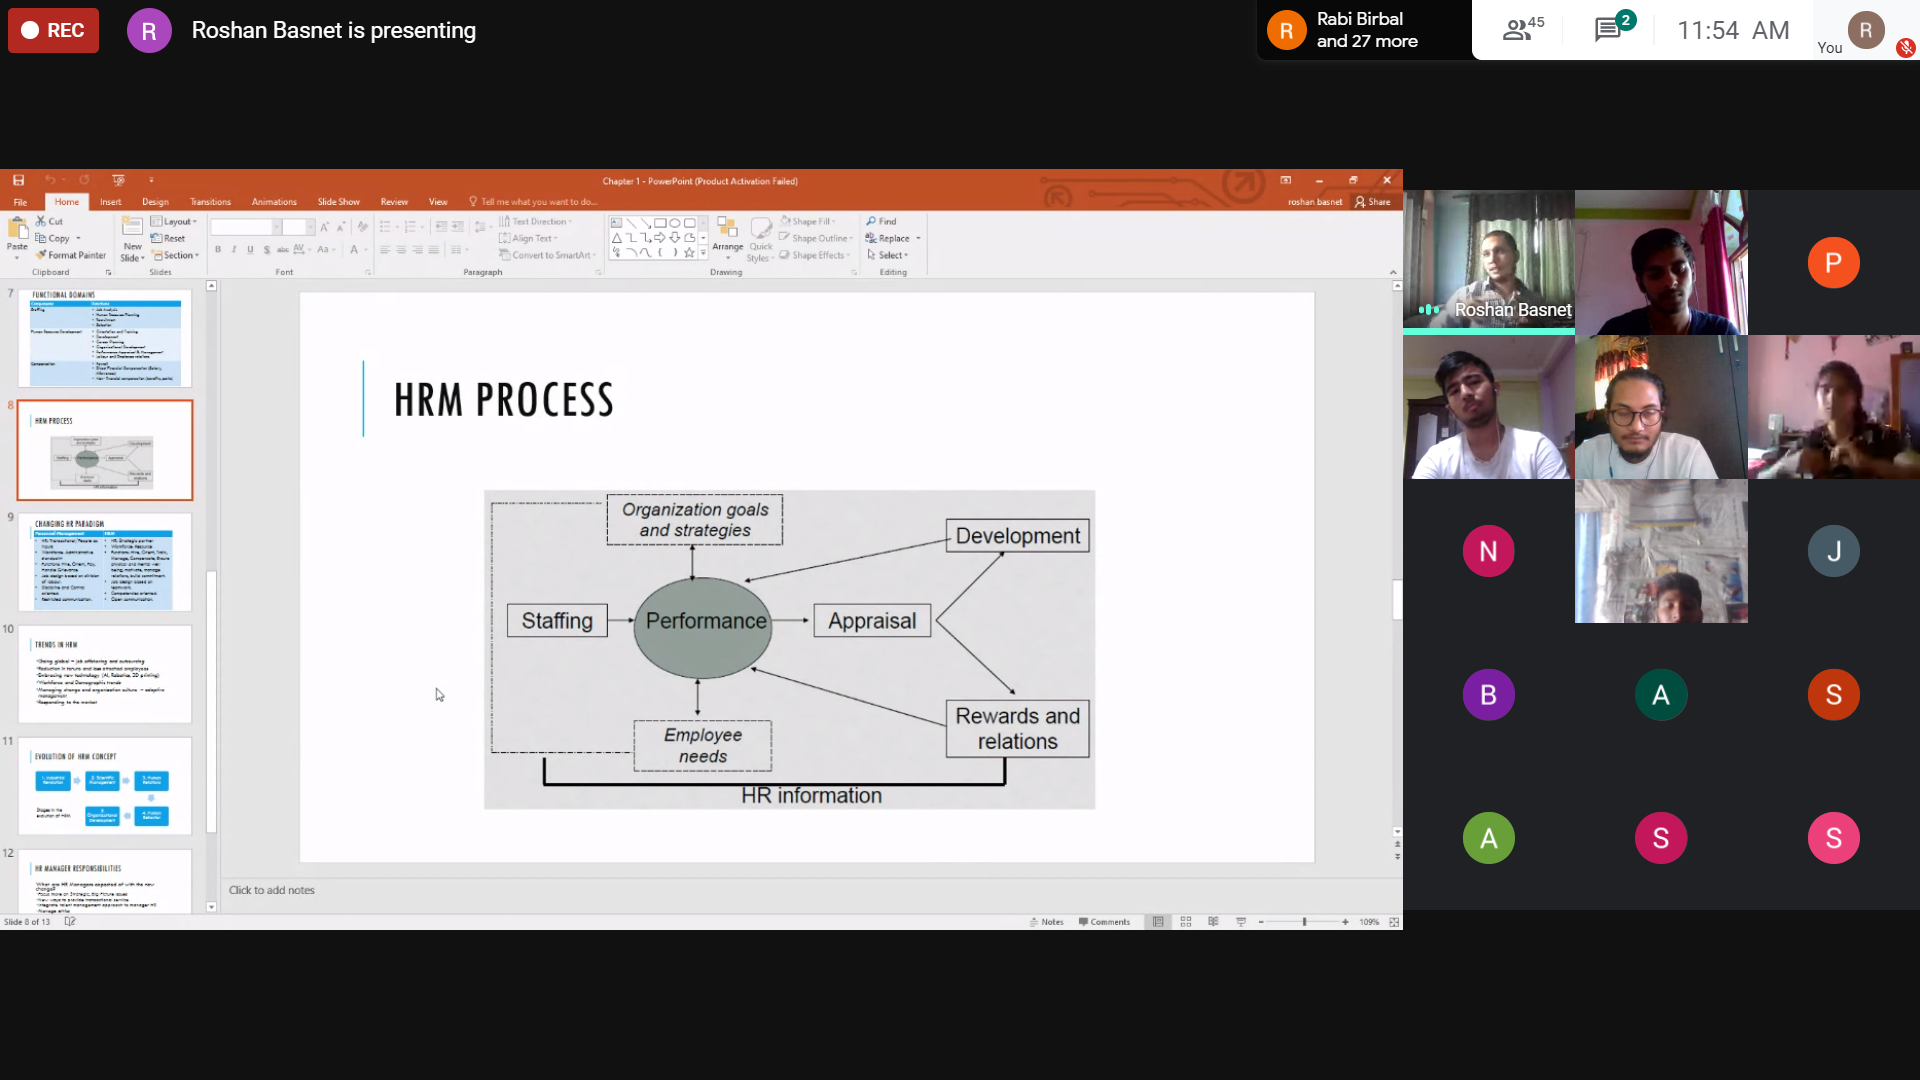 REC
R
Roshan Basnet is presenting
R
Rabi Birbal
and 27 more
45
2
11:54 AM
You
R
Chapter 1 - PowerPoint (Product Activation Failed)
File
Home
Insert
Design
Transitions
Animations
Slide Show
Review
View
Tell me what you want to do...
roshan basnet
Share
Paste
Cut
Copy
Format Painter
Clipboard
New
Slide
Layout
Reset
Section
Slides
B I U S abc AV Aa A
Font
Paragraph
Text Direction
Align Text
Convert to SmartArt
Arrange
Quick
Styles
Shape Fill
Shape Outline
Shape Effects
Drawing
Find
Replace
Select
Editing
7
FUNCTIONAL DOMAINS
8
HRM PROCESS
9
CHANGING HR PARADIGM
10
TRENDS IN HRM
11
EVOLUTION OF HRM CONCEPT
12
HR MANAGER RESPONSIBILITIES
HRM PROCESS
Organization goals
and strategies
Development
Staffing
Performance
Appraisal
Employee
needs
Rewards and
relations
HR information
Click to add notes
Slide 8 of 13
Notes
Comments
109%
Roshan Basnet
P
N
J
B
A
S
A
S
S